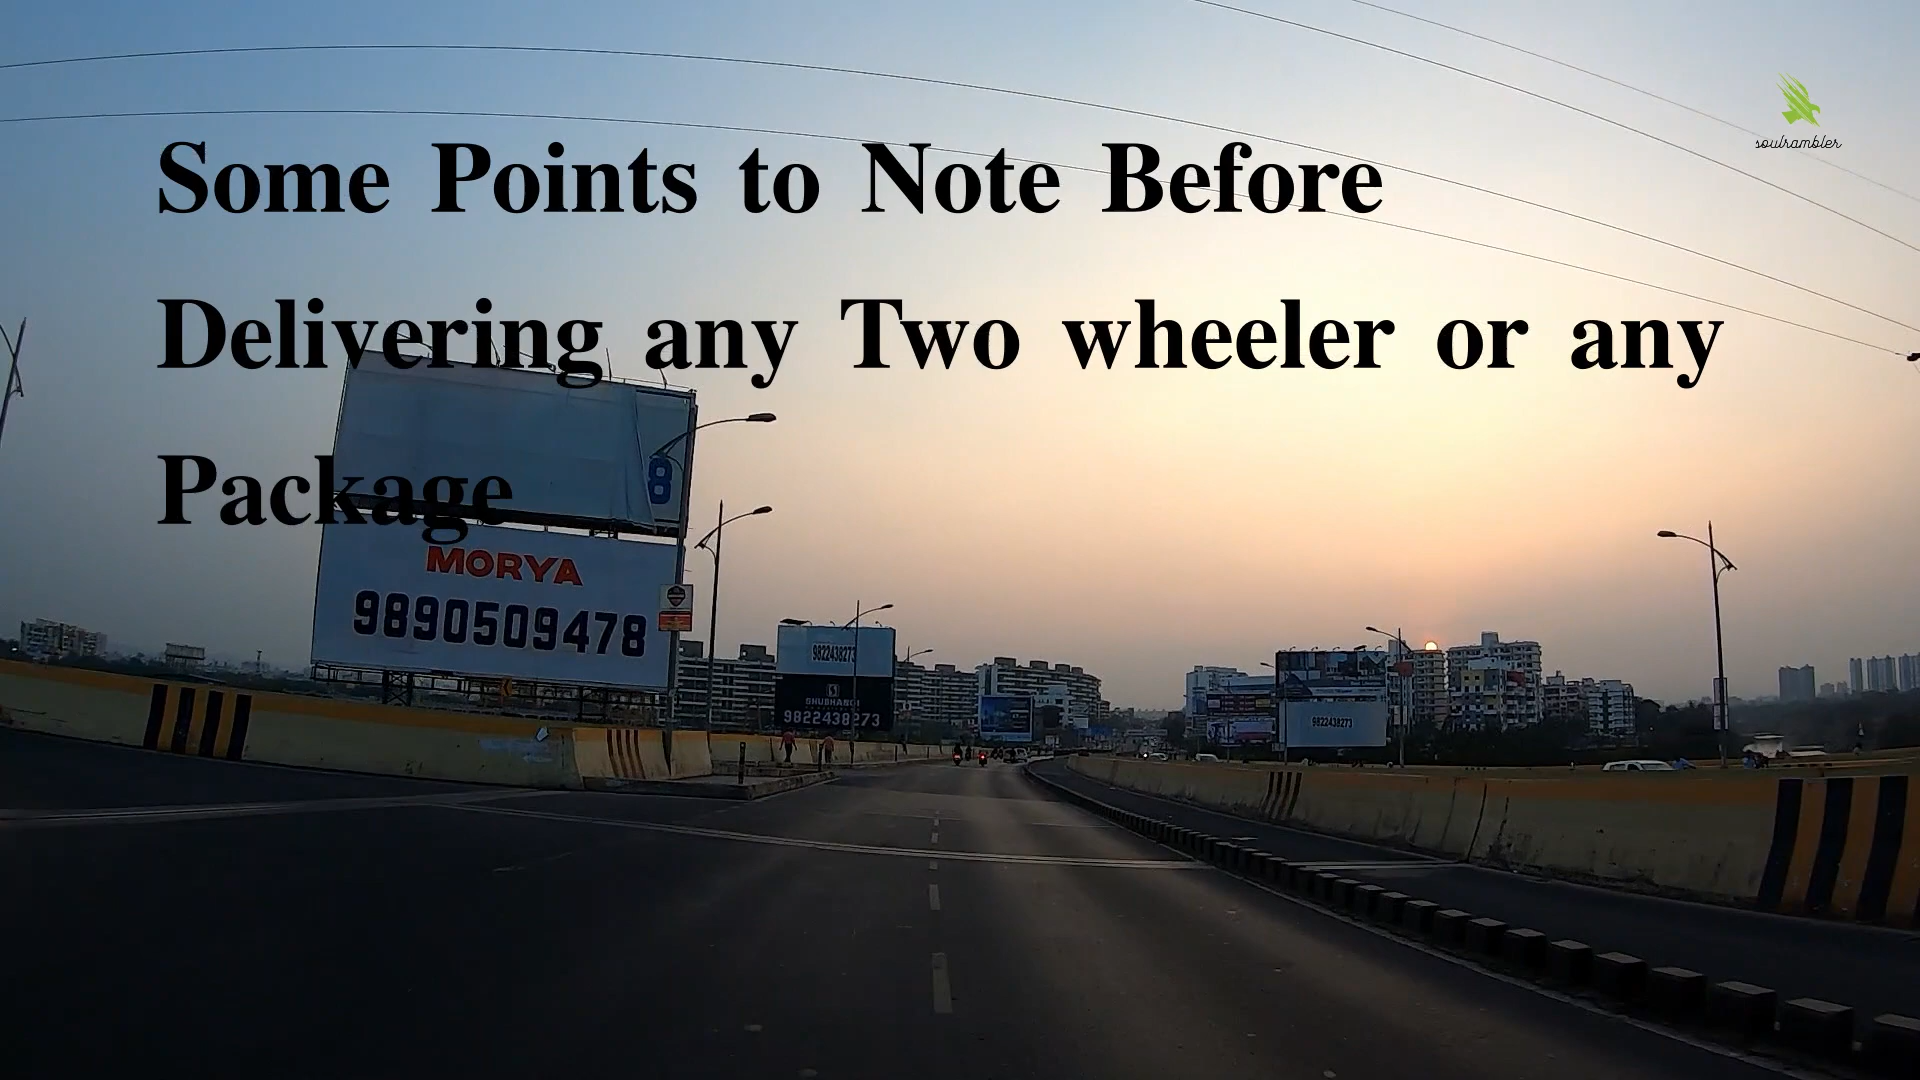 soulrambler
Some Points to Note Before
Delivering any Two wheeler or any
Package
8
MORYA
9890509478
9822438273
SHUBHANGI
9822438273
9822438273